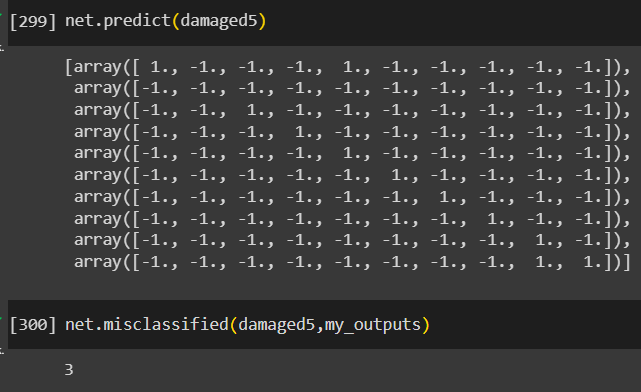 [299] net.predict(damaged5)
[array([ 1., -1., -1., -1.,  1., -1., -1., -1., -1., -1.]),
 array([-1., -1., -1., -1., -1., -1., -1., -1., -1., -1.]),
 array([-1., -1.,  1., -1., -1., -1., -1., -1., -1., -1.]),
 array([-1., -1., -1.,  1., -1., -1., -1., -1., -1., -1.]),
 array([-1., -1., -1., -1.,  1., -1., -1., -1., -1., -1.]),
 array([-1., -1., -1., -1., -1.,  1., -1., -1., -1., -1.]),
 array([-1., -1., -1., -1., -1., -1.,  1., -1., -1., -1.]),
 array([-1., -1., -1., -1., -1., -1., -1.,  1., -1., -1.]),
 array([-1., -1., -1., -1., -1., -1., -1., -1.,  1., -1.]),
 array([-1., -1., -1., -1., -1., -1., -1., -1.,  1.,  1.])]
[300] net.misclassified(damaged5,my_outputs)
3